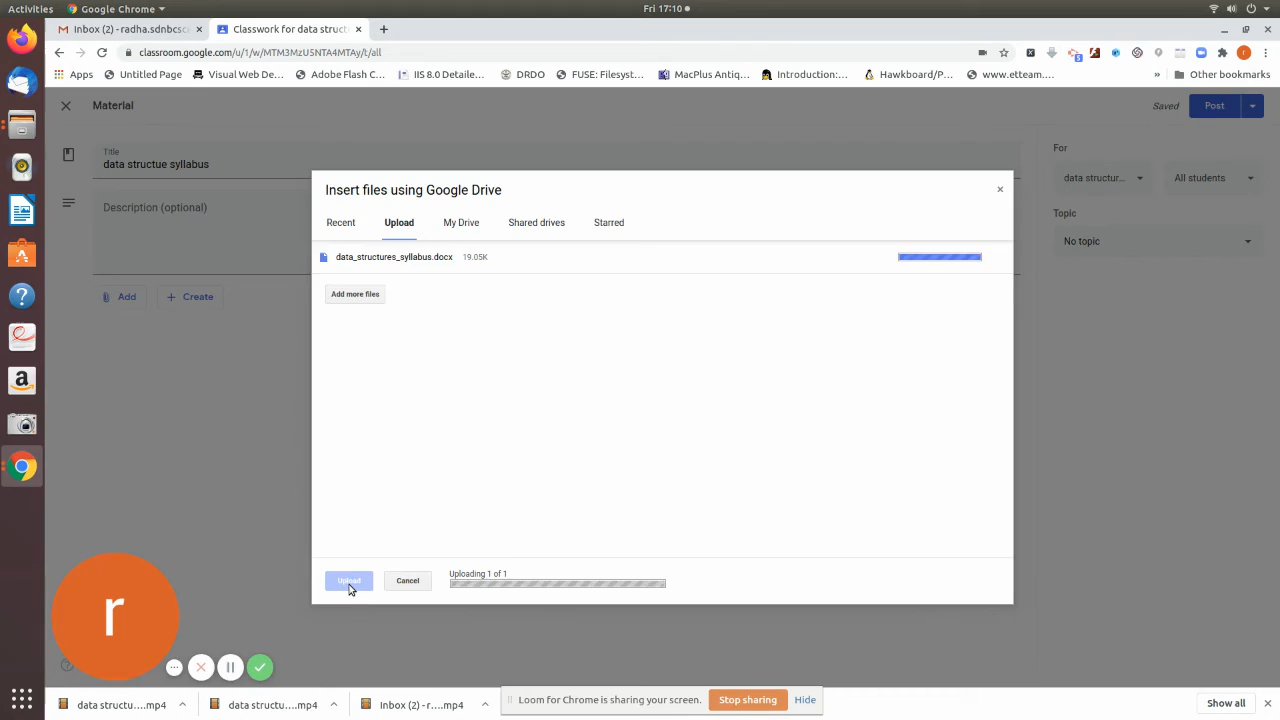 Activities
Google Chrome
Fri 17:10
Inbox (2) - radha.sdnbcsc
Classwork for data struct
classroom.google.com/u/1/w/MTM3MzU5NTA4MTAy/t/all
Apps
Untitled Page
Visual Web De...
Adobe Flash C...
IIS 8.0 Detaile...
DRDO
FUSE: Filesyst...
MacPlus Antiq...
Introduction:...
Hawkboard/P...
www.etteam....
»
Other bookmarks
Material
Saved
Post
Title
data structue syllabus
Description (optional)
Add
Create
For
data structur...
All students
Topic
No topic
Insert files using Google Drive
Recent
Upload
My Drive
Shared drives
Starred
data_structures_syllabus.docx
19.05K
Add more files
Upload
Cancel
Uploading 1 of 1
r
Loom for Chrome is sharing your screen.
Stop sharing
Hide
data structu....mp4
data structu....mp4
Inbox (2) - r....mp4
Show all